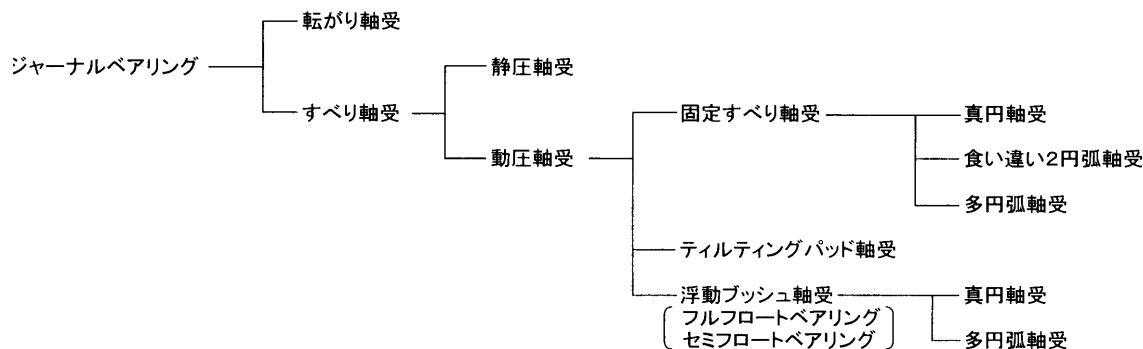 転がり軸受
ジャーナルベアリング
静圧軸受
すべり軸受
固定すべり軸受
真円軸受
動圧軸受
食い違い2円弧軸受
多円弧軸受
ティルティングパッド軸受
浮動ブッシュ軸受
真円軸受
フルフロートベアリング
セミフロートベアリング
多円弧軸受